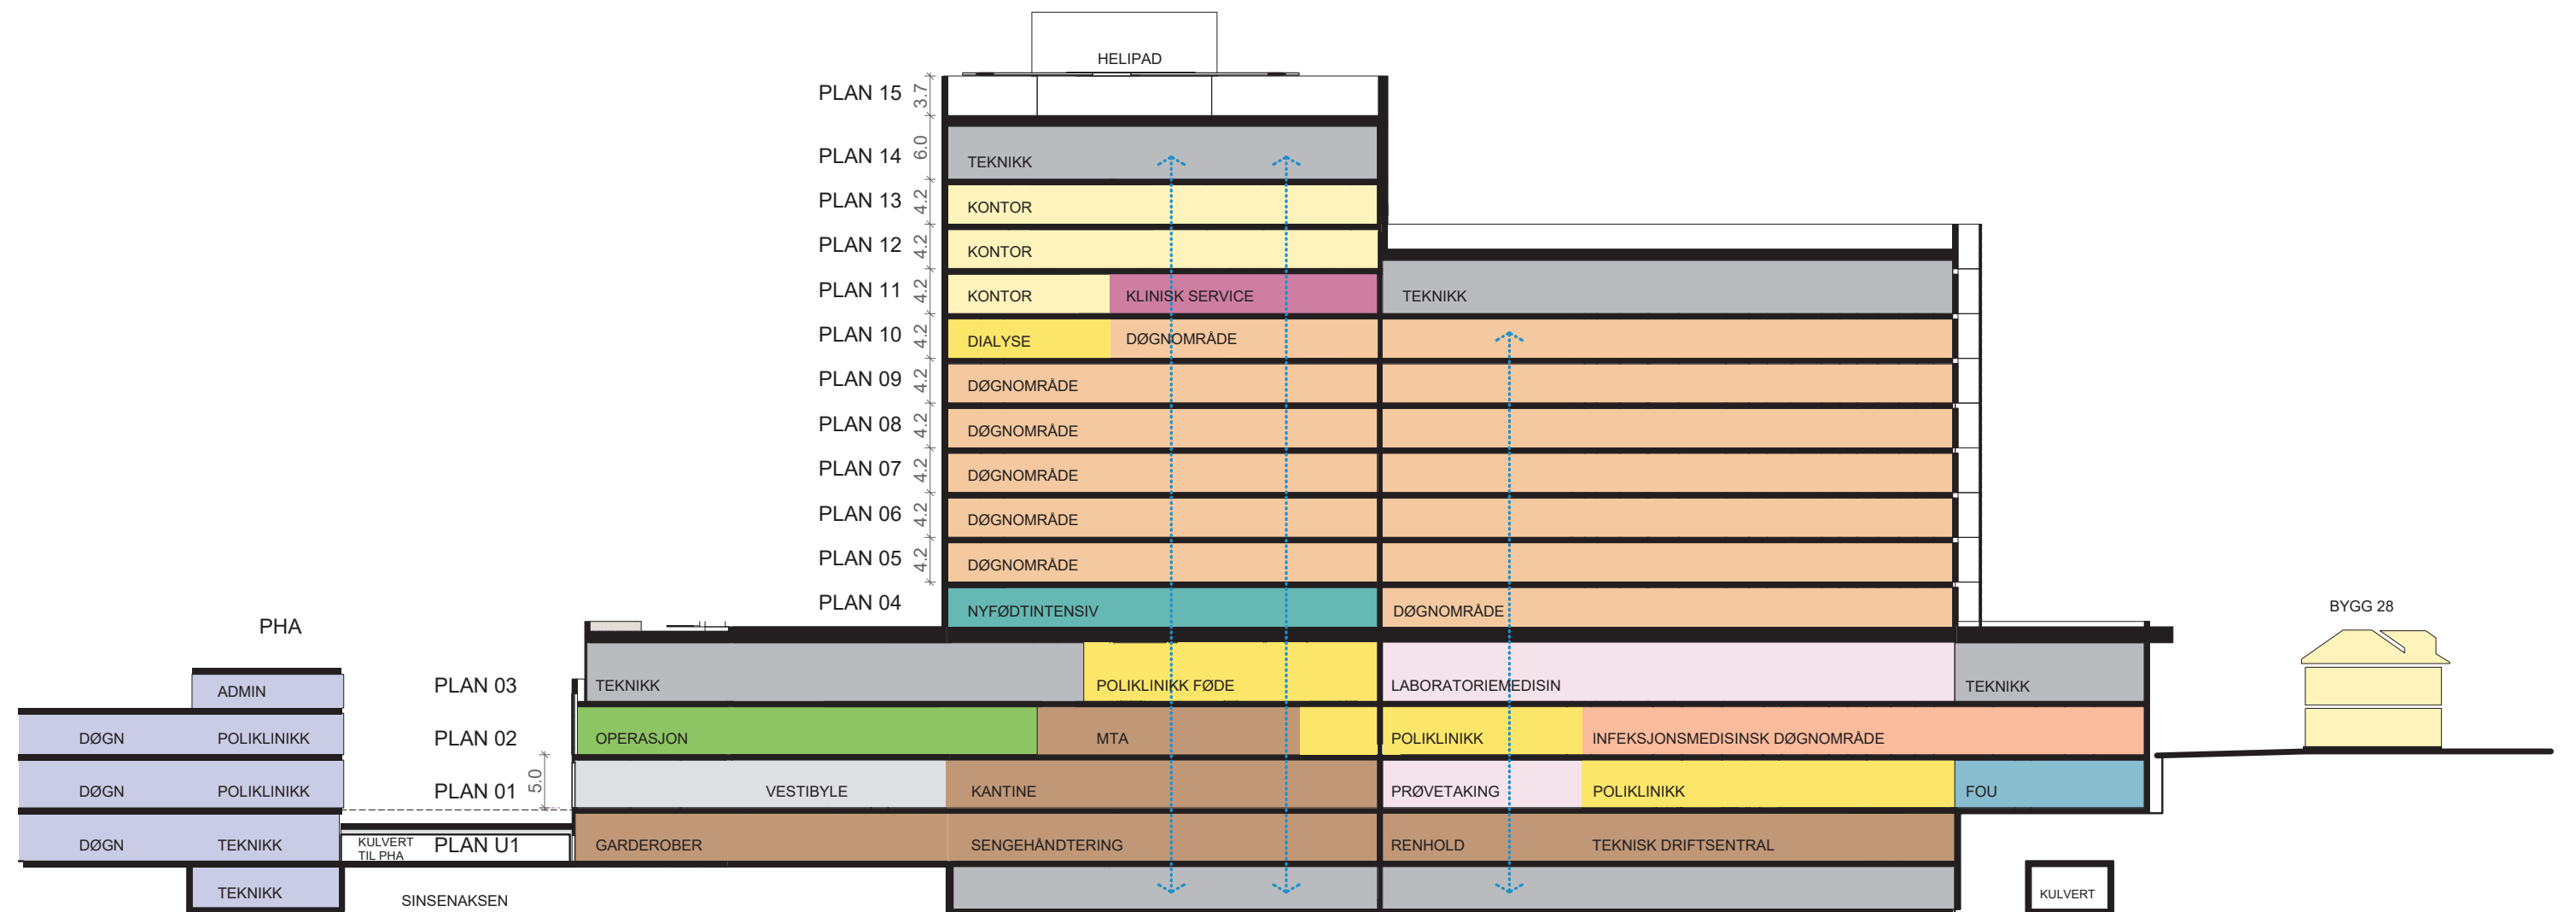 HELIPAD
PLAN 15 3.7
PLAN 14 6.0 TEKNIKK
PLAN 13 4.2 KONTOR
PLAN 12 4.2 KONTOR
PLAN 11 4.2 KONTOR KLINISK SERVICE TEKNIKK
PLAN 10 4.2 DIALYSE DØGNOMRÅDE
PLAN 09 4.2 DØGNOMRÅDE
PLAN 08 4.2 DØGNOMRÅDE
PLAN 07 4.2 DØGNOMRÅDE
PLAN 06 4.2 DØGNOMRÅDE
PLAN 05 4.2 DØGNOMRÅDE
PLAN 04 NYFØDTINTENSIV DØGNOMRÅDE
PHA BYGG 28
ADMIN PLAN 03 TEKNIKK POLIKLINIKK FØDE LABORATORIEMEDISIN TEKNIKK
DØGN POLIKLINIKK PLAN 02 OPERASJON MTA POLIKLINIKK INFEKSJONSMEDISINSK DØGNOMRÅDE
DØGN POLIKLINIKK PLAN 01 5.0 VESTIBYLE KANTINE PRØVETAKING POLIKLINIKK FOU
DØGN TEKNIKK KULVERT TIL PHA PLAN U1 GARDEROBER SENGEHÅNDTERING RENHOLD TEKNISK DRIFTSENTRAL
TEKNIKK SINSENAKSEN KULVERT